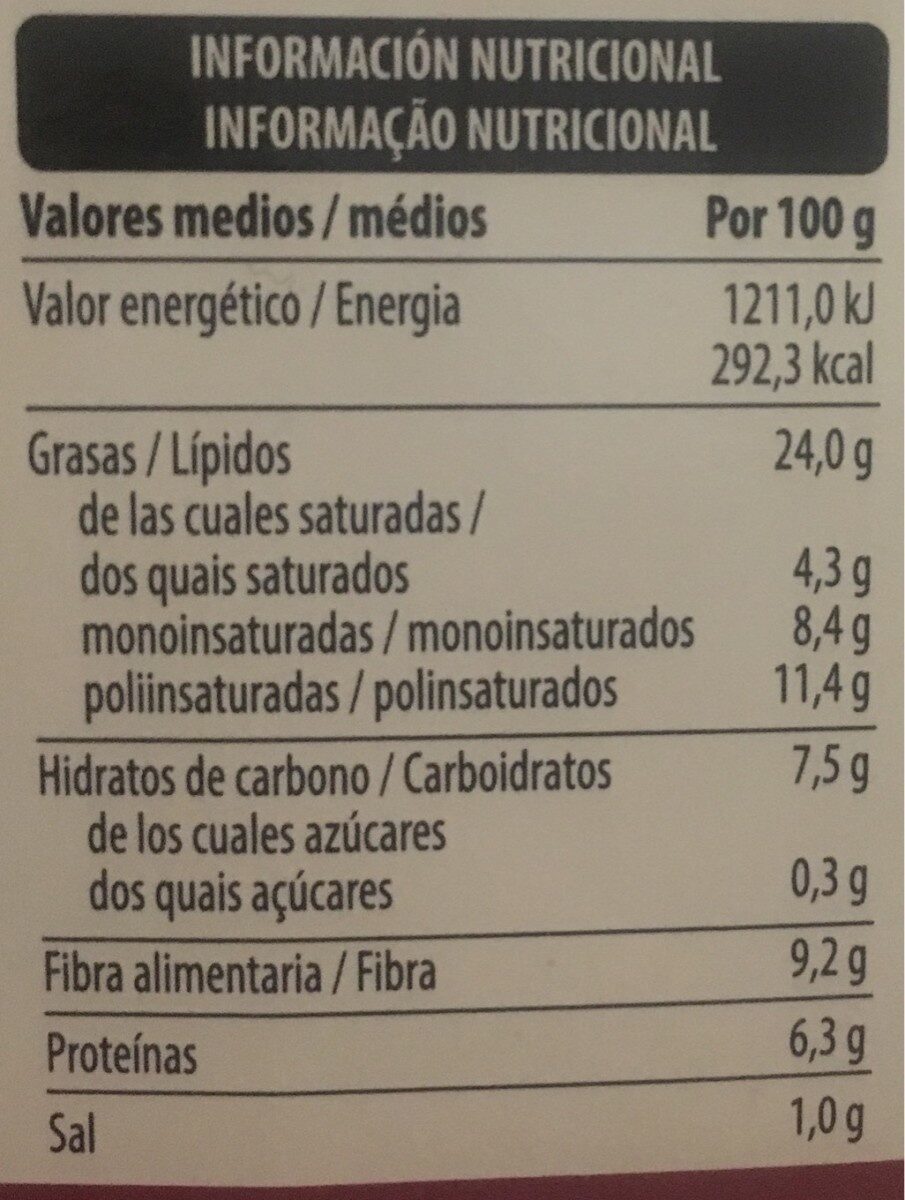 INFORMACIÓN NUTRICIONAL
INFORMAÇÃO NUTRICIONAL
Valores medios / médios Por 100 g
Valor energético / Energia 1211,0 kJ
292,3 kcal
Grasas / Lípidos 24,0 g
de las cuales saturadas /
dos quais saturados 4,3 g
monoinsaturadas / monoinsaturados 8,4 g
poliinsaturadas / polinsaturados 11,4 g
Hidratos de carbono / Carboidratos 7,5 g
de los cuales azúcares
dos quais açúcares 0,3 g
Fibra alimentaria / Fibra 9,2 g
Proteínas 6,3 g
Sal 1,0 g